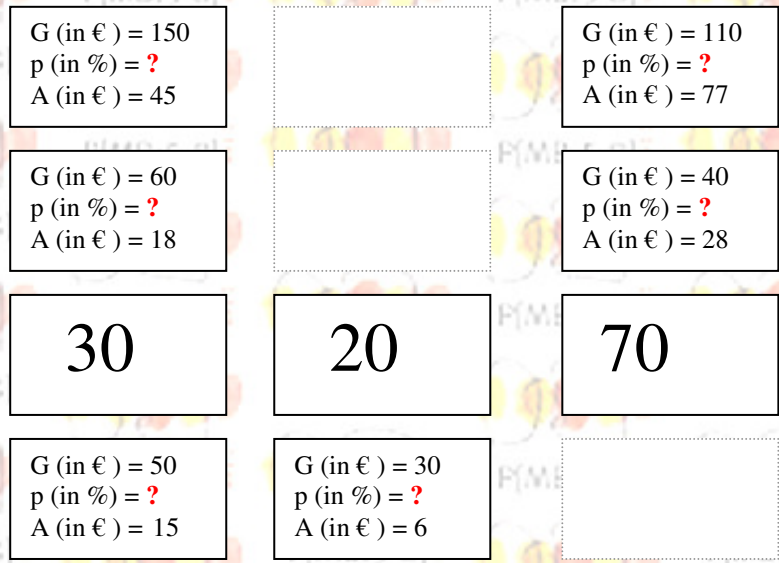 G (in € ) = 150
p (in %) = ?
A (in € ) = 45
G (in € ) = 110
p (in %) = ?
A (in € ) = 77
G (in € ) = 60
p (in %) = ?
A (in € ) = 18
G (in € ) = 40
p (in %) = ?
A (in € ) = 28
30
20
70
G (in € ) = 50
p (in %) = ?
A (in € ) = 15
G (in € ) = 30
p (in %) = ?
A (in € ) = 6